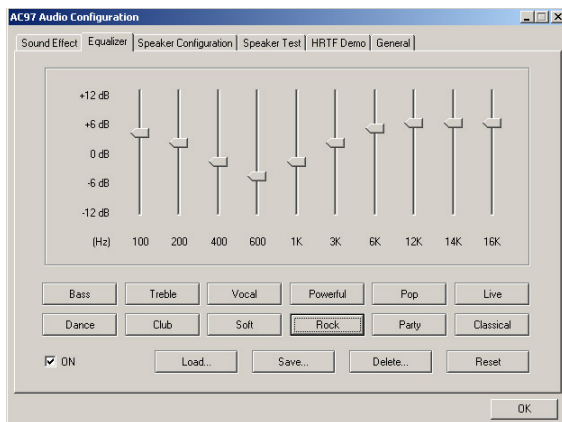 AC97 Audio Configuration
Sound Effect Equalizer Speaker Configuration Speaker Test HRTF Demo General
+12 dB
+6 dB
0 dB
-6 dB
-12 dB
(Hz) 100 200 400 600 1K 3K 6K 12K 14K 16K
Bass Treble Vocal Powerful Pop Live
Dance Club Soft Rock Party Classical
ON Load... Save... Delete... Reset
OK